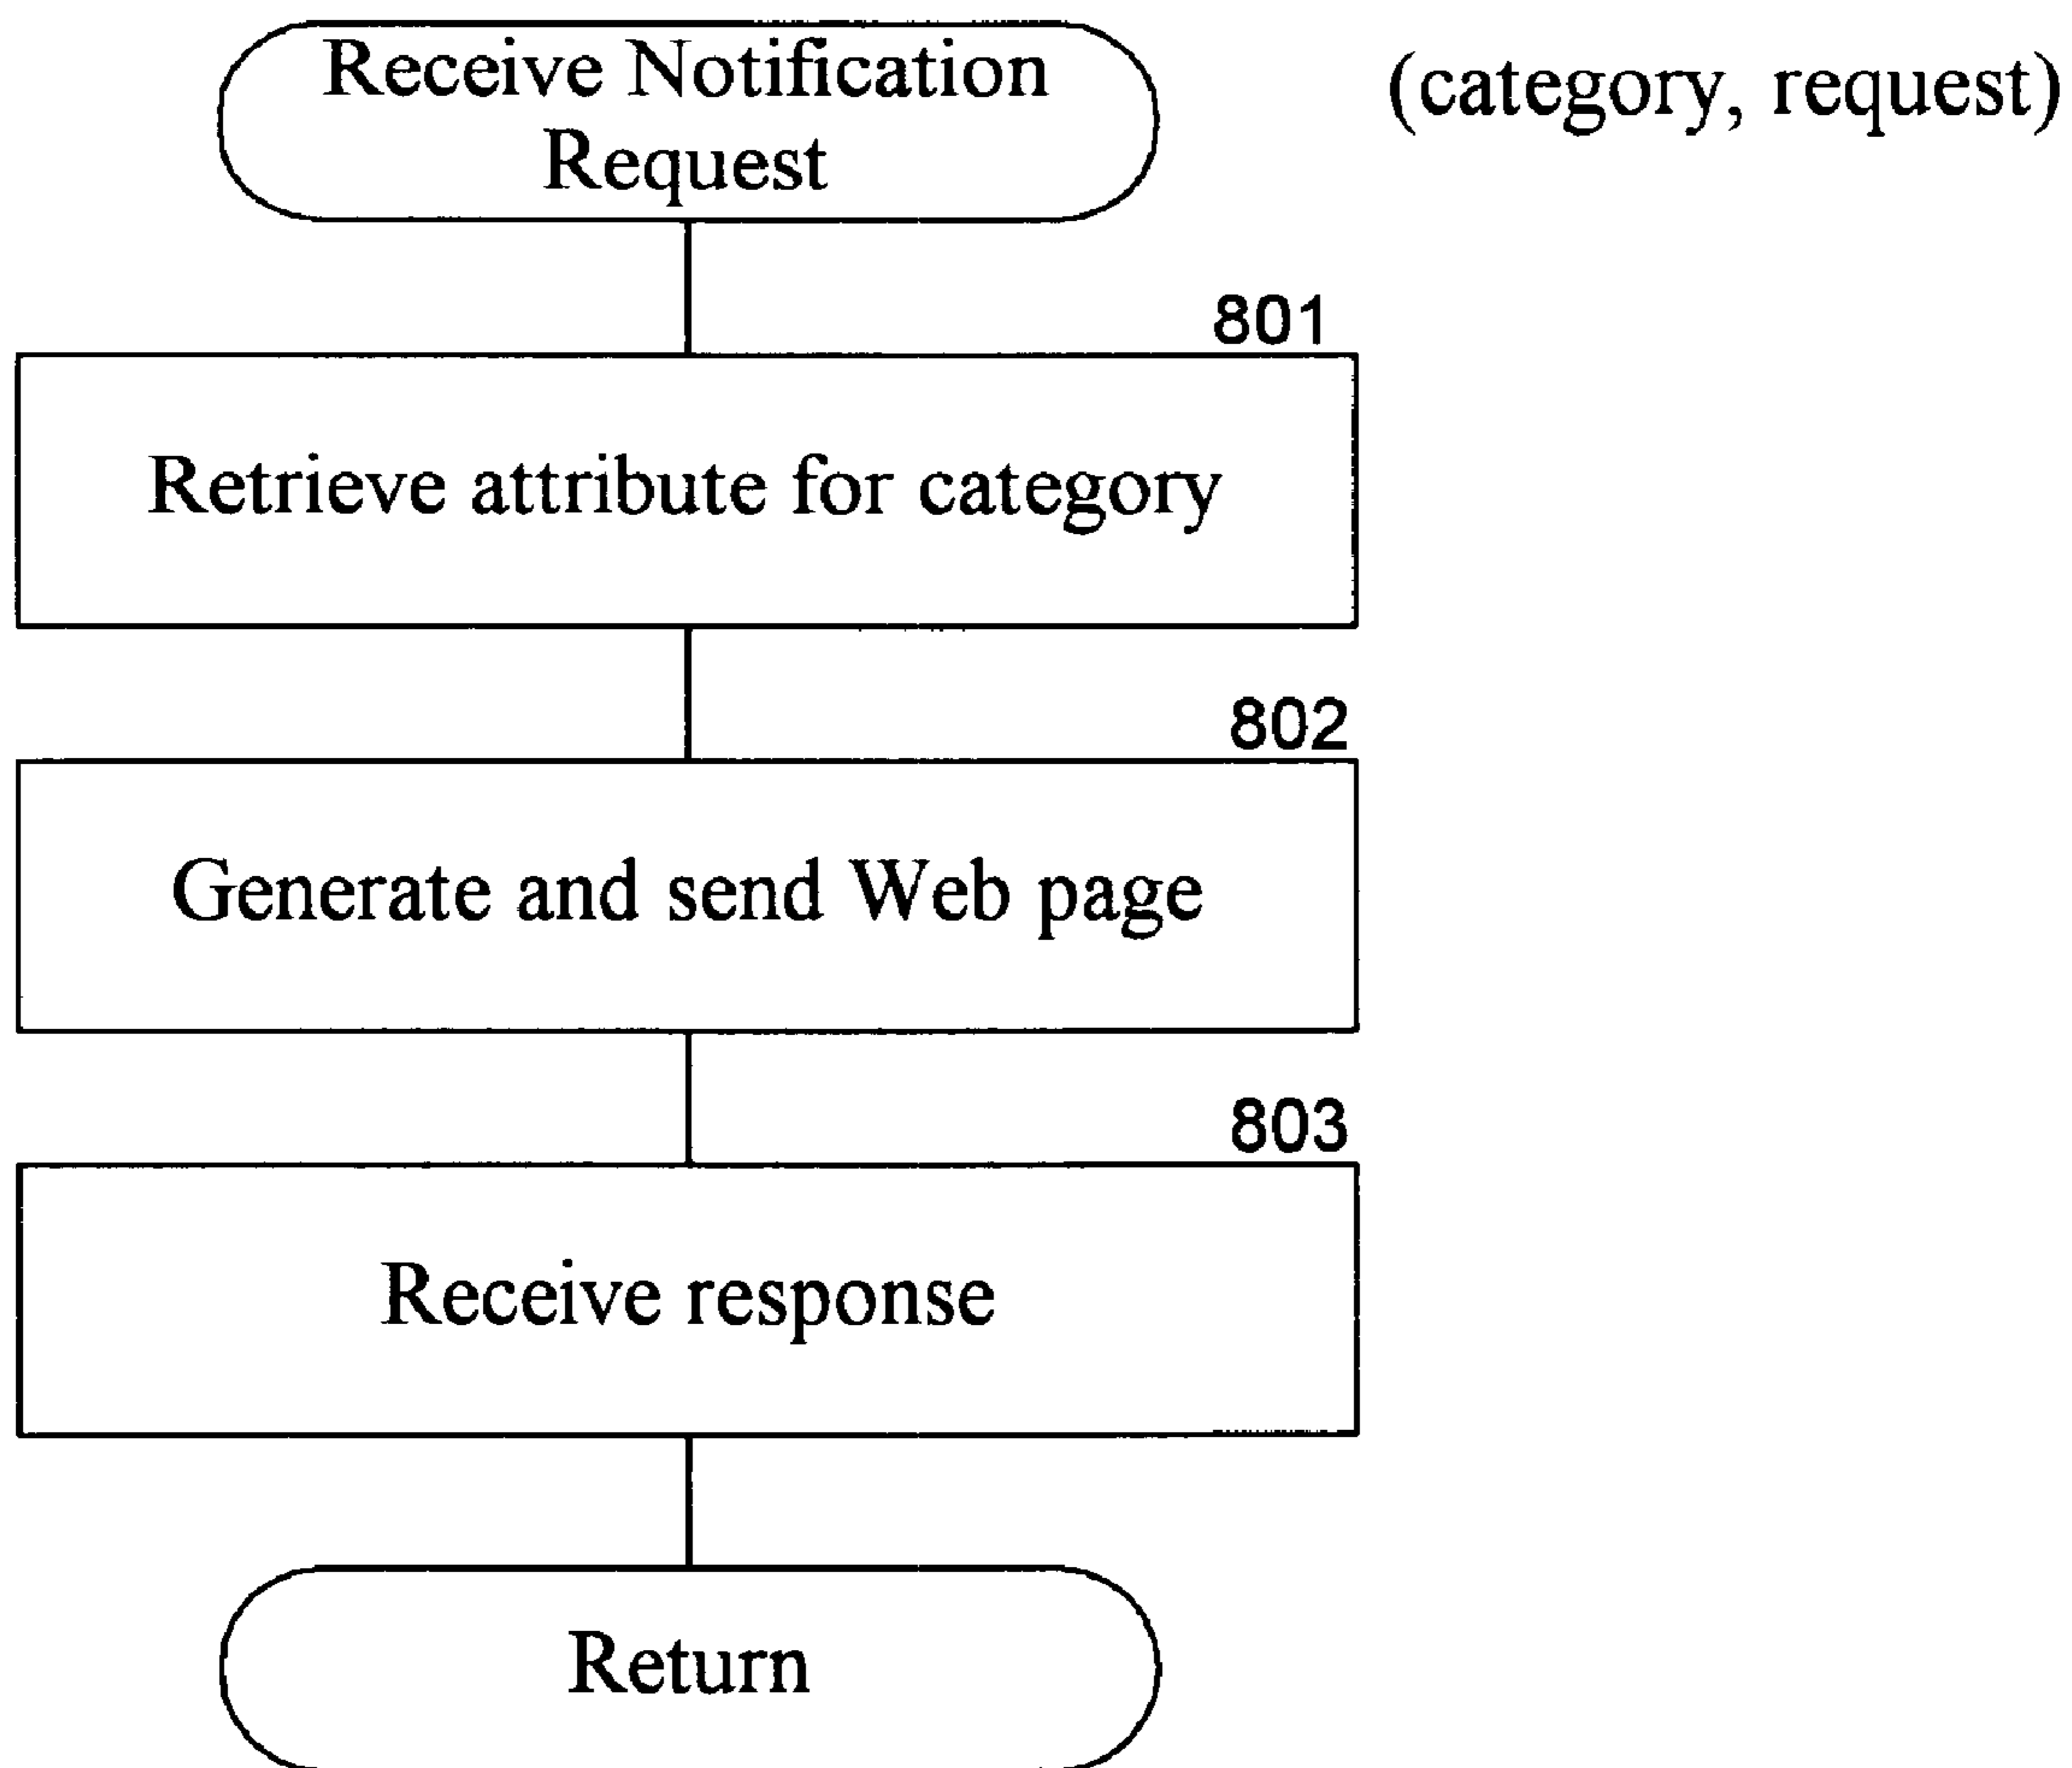 Receive Notification
Request
(category, request)
801
Retrieve attribute for category
802
Generate and send Web page
803
Receive response
Return